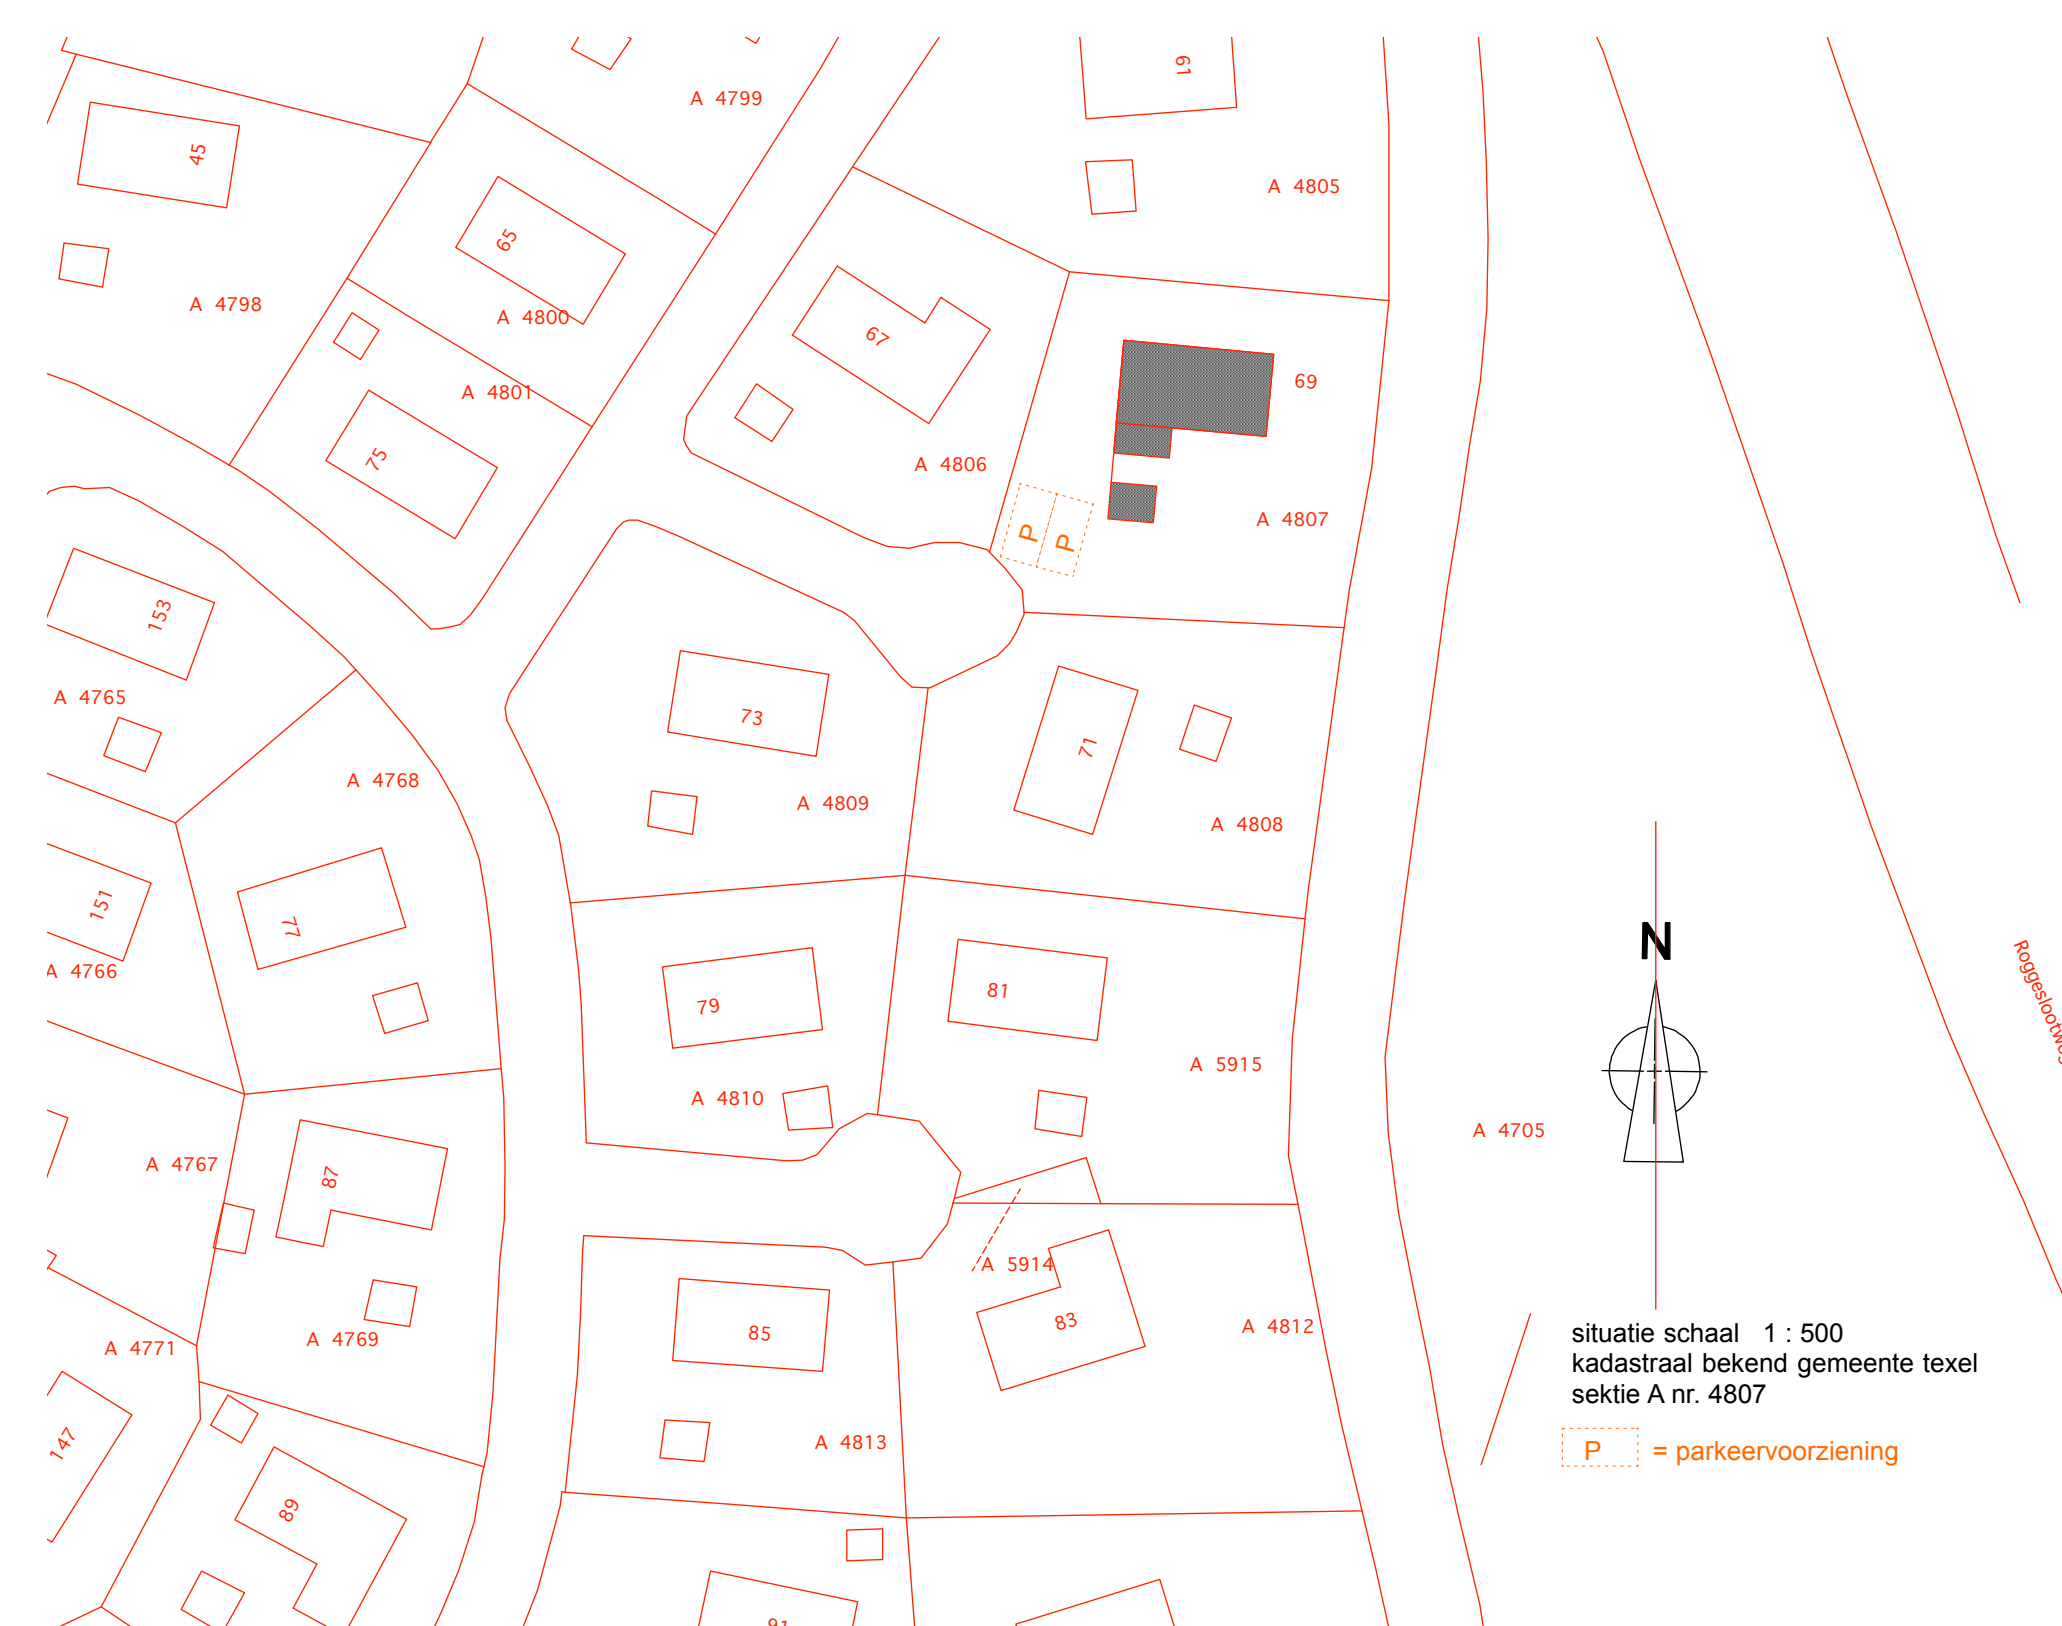 61
A 4799
45
A 4805
65
A 4798
A 4800
67
69
A 4801
75
A 4806
A 4807
P
P
153
A 4765
73
71
A 4768
A 4809
A 4808
151
77
N
A 4766
79
81
Roggeslootweg
A 5915
A 4810
A 4705
A 4767
87
A 5914
83
A 4812
85
A 4769
A 4771
situatie schaal 1 : 500
kadastraal bekend gemeente texel
sektie A nr. 4807
147
A 4813
P = parkeervoorziening
89
91